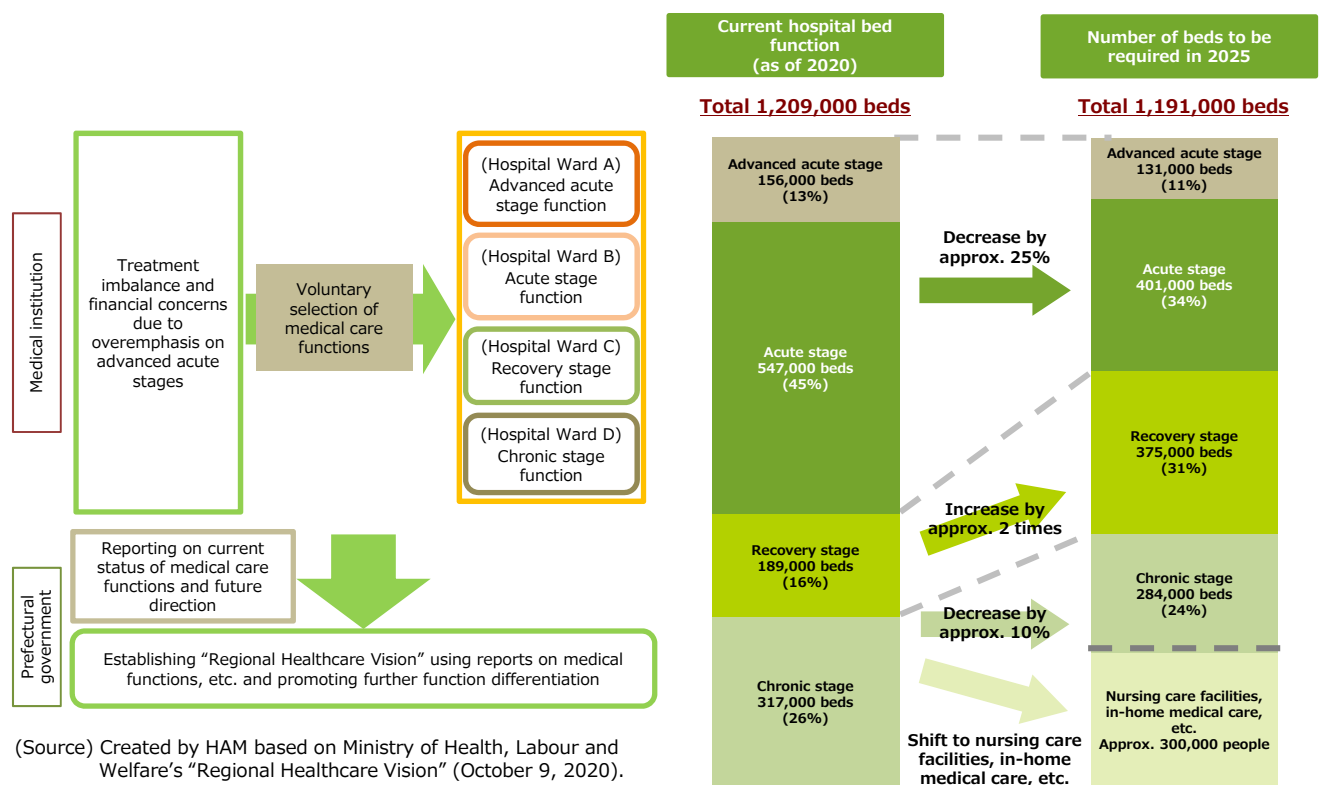 Current hospital bed
function
(as of 2020)
Number of beds to be
required in 2025
Total 1,209,000 beds
Total 1,191,000 beds
Medical institution
Treatment
imbalance and
financial concerns
due to
overemphasis on
advanced acute
stages
Voluntary
selection of
medical care
functions
(Hospital Ward A)
Advanced acute
stage function
(Hospital Ward B)
Acute stage
function
(Hospital Ward C)
Recovery stage
function
(Hospital Ward D)
Chronic stage
function
Prefectural
government
Reporting on current
status of medical care
functions and future
direction
Establishing “Regional Healthcare Vision” using reports on medical
functions, etc. and promoting further function differentiation
(Source) Created by HAM based on Ministry of Health, Labour and
Welfare’s “Regional Healthcare Vision” (October 9, 2020).
Advanced acute stage
156,000 beds
(13%)
Acute stage
547,000 beds
(45%)
Recovery stage
189,000 beds
(16%)
Chronic stage
317,000 beds
(26%)
Decrease by
approx. 25%
Increase by
approx. 2 times
Decrease by
approx. 10%
Shift to nursing care
facilities, in-home
medical care, etc.
Advanced acute stage
131,000 beds
(11%)
Acute stage
401,000 beds
(34%)
Recovery stage
375,000 beds
(31%)
Chronic stage
284,000 beds
(24%)
Nursing care facilities,
in-home medical care,
etc.
Approx. 300,000 people